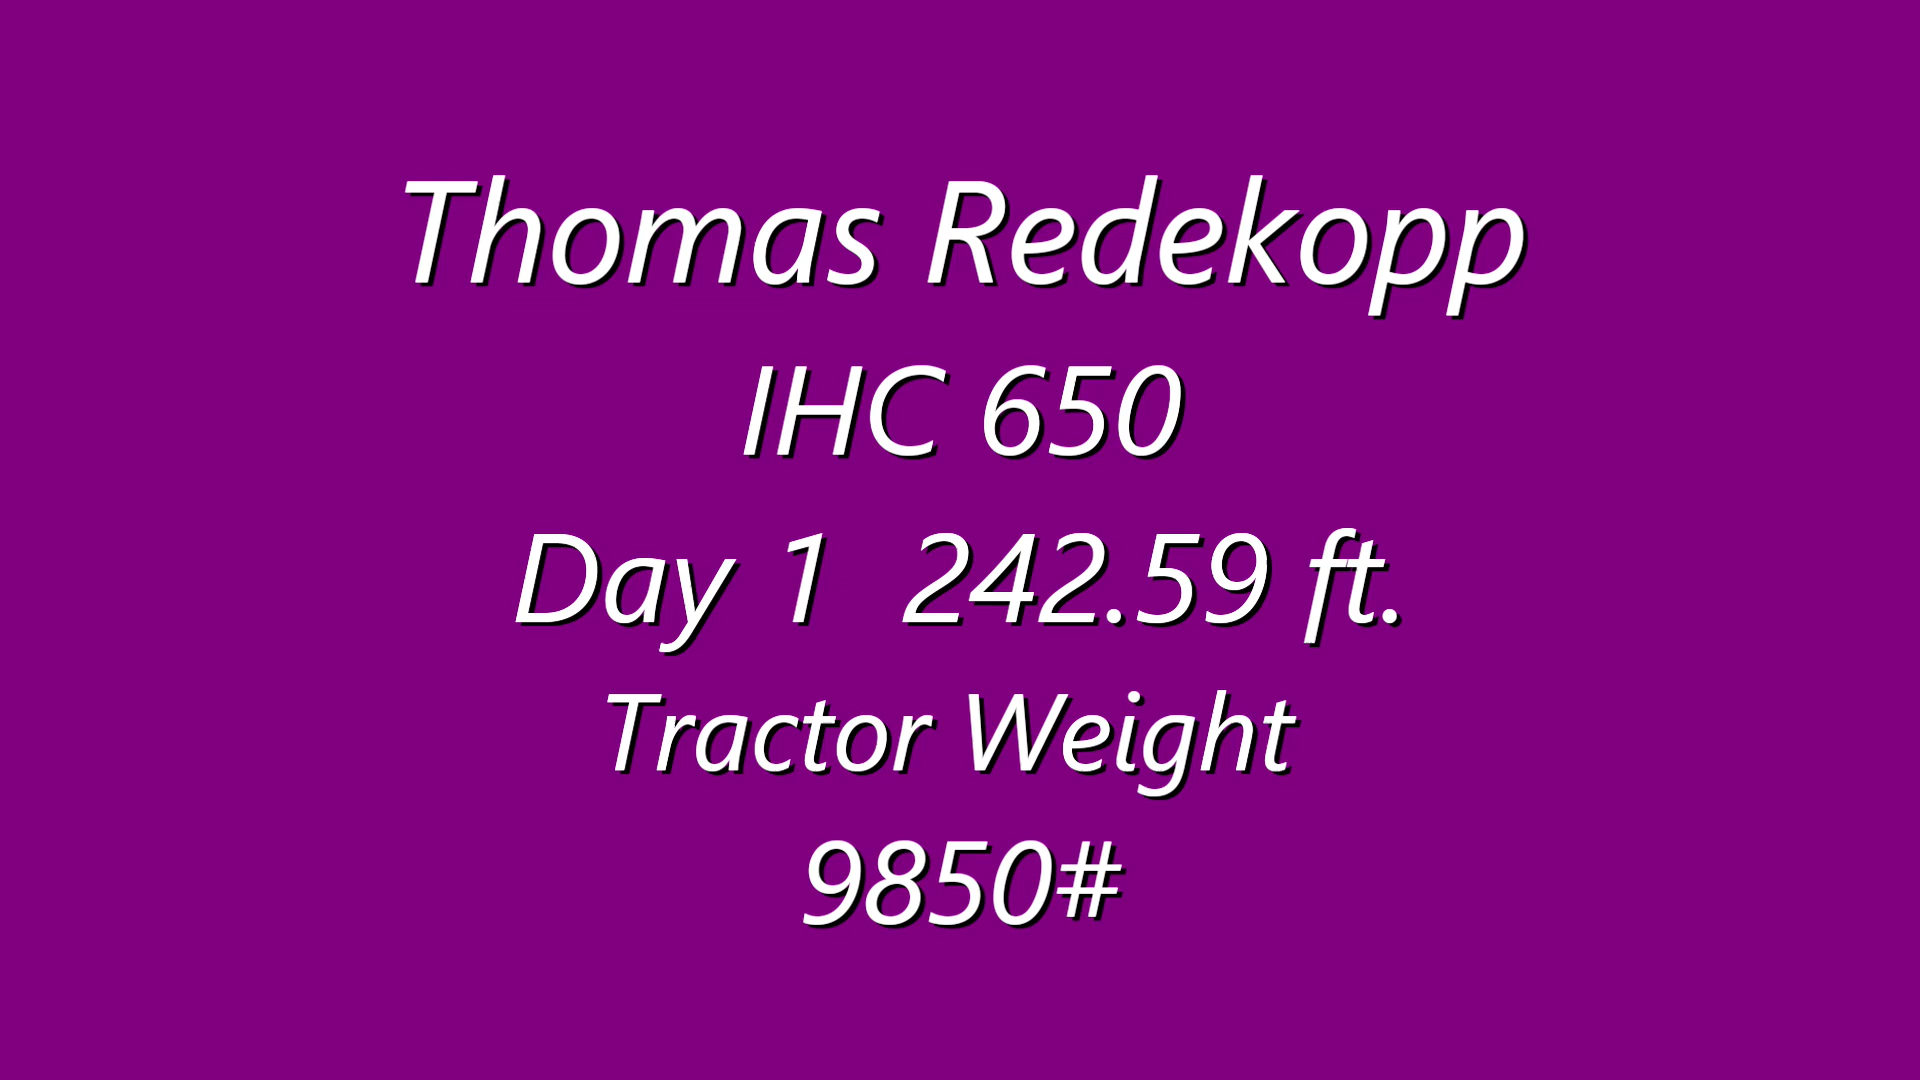 Thomas Redekopp
IHC 650
Day 1  242.59 ft.
Tractor Weight
9850#